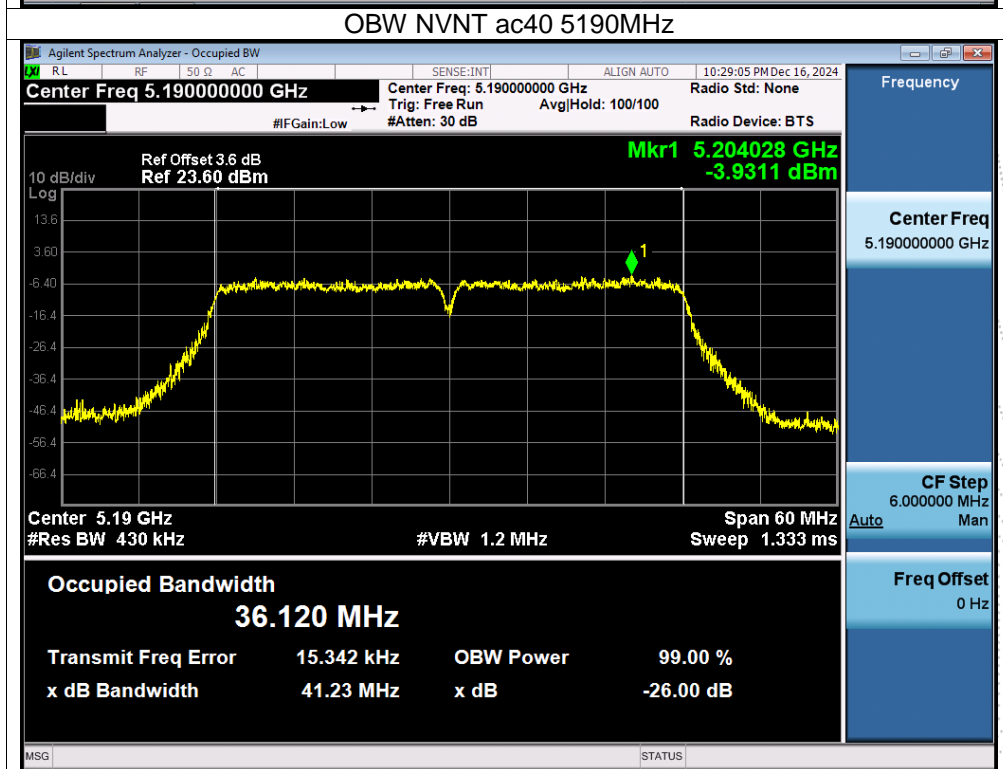 OBW NVNT ac40 5190MHz
Agilent Spectrum Analyzer - Occupied BW
LXI RL RF 50 Ω AC SENSE:INT ALIGN AUTO 10:29:05 PM Dec 16, 2024
Center Freq 5.190000000 GHz
Center Freq: 5.190000000 GHz
Radio Std: None
Trig: Free Run Avg|Hold: 100/100
#IFGain:Low #Atten: 30 dB Radio Device: BTS
Frequency
Mkr1 5.204028 GHz
-3.9311 dBm
Ref Offset 3.6 dB
10 dB/div Ref 23.60 dBm
Log
13.6
3.60
-6.40
-16.4
-26.4
-36.4
-46.4
-56.4
-66.4
1
Center 5.19 GHz Span 60 MHz
#Res BW 430 kHz #VBW 1.2 MHz Sweep 1.333 ms
Center Freq
5.190000000 GHz
CF Step
6.000000 MHz
Auto Man
Freq Offset
0 Hz
Occupied Bandwidth
36.120 MHz
Transmit Freq Error 15.342 kHz OBW Power 99.00 %
x dB Bandwidth 41.23 MHz x dB -26.00 dB
MSG STATUS